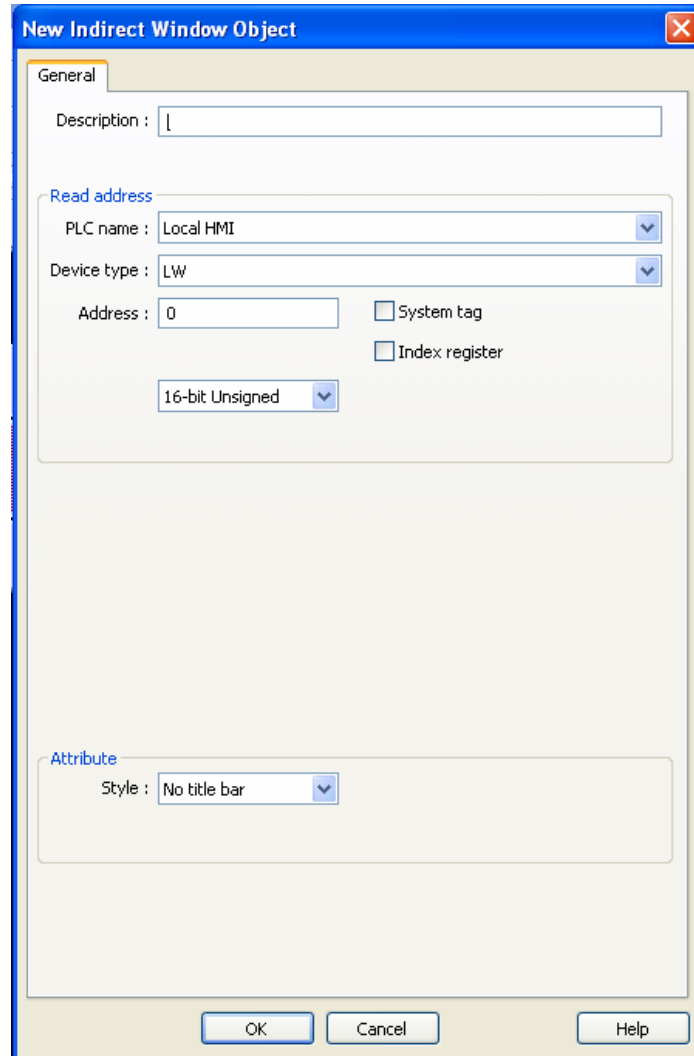 New Indirect Window Object
General
Description :
Read address
PLC name : Local HMI
Device type : LW
Address : 0 System tag
Index register
16-bit Unsigned
Attribute
Style : No title bar
OK Cancel Help